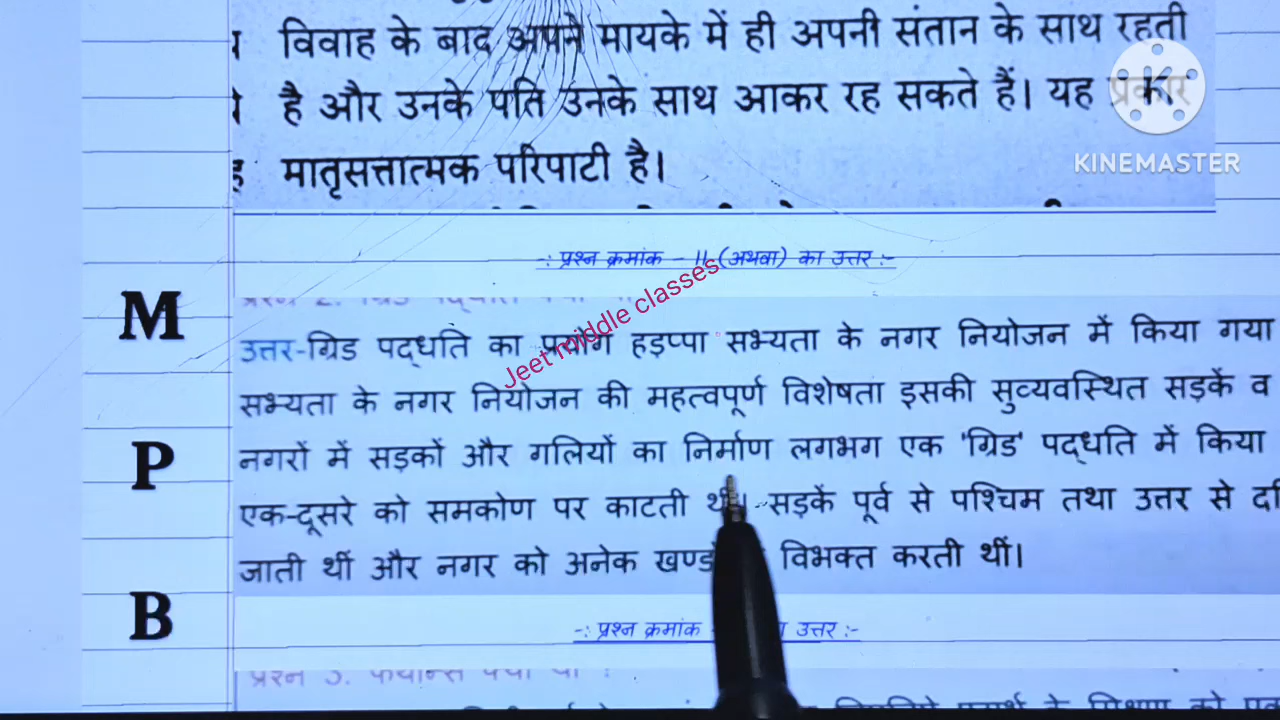 विवाह के बाद अपने मायके में ही अपनी संतान के साथ रहती
है और उनके पति उनके साथ आकर रह सकते हैं। यह प्रकार
मातृसत्तात्मक परिपाटी है।
KINEMASTER
-: प्रश्न क्रमांक - 11 (अथवा) का उत्तर :-
Jeet middle classes
उत्तर-ग्रिड पद्धति का प्रयोग हड़प्पा सभ्यता के नगर नियोजन में किया गया
सभ्यता के नगर नियोजन की महत्वपूर्ण विशेषता इसकी सुव्यवस्थित सड़कें व
नगरों में सड़कों और गलियों का निर्माण लगभग एक 'ग्रिड' पद्धति में किया
एक-दूसरे को समकोण पर काटती थीं। सड़कें पूर्व से पश्चिम तथा उत्तर से
जाती थीं और नगर को अनेक विभक्त करती थीं।
M
P
B
-: प्रश्न क्रमांक उत्तर :-